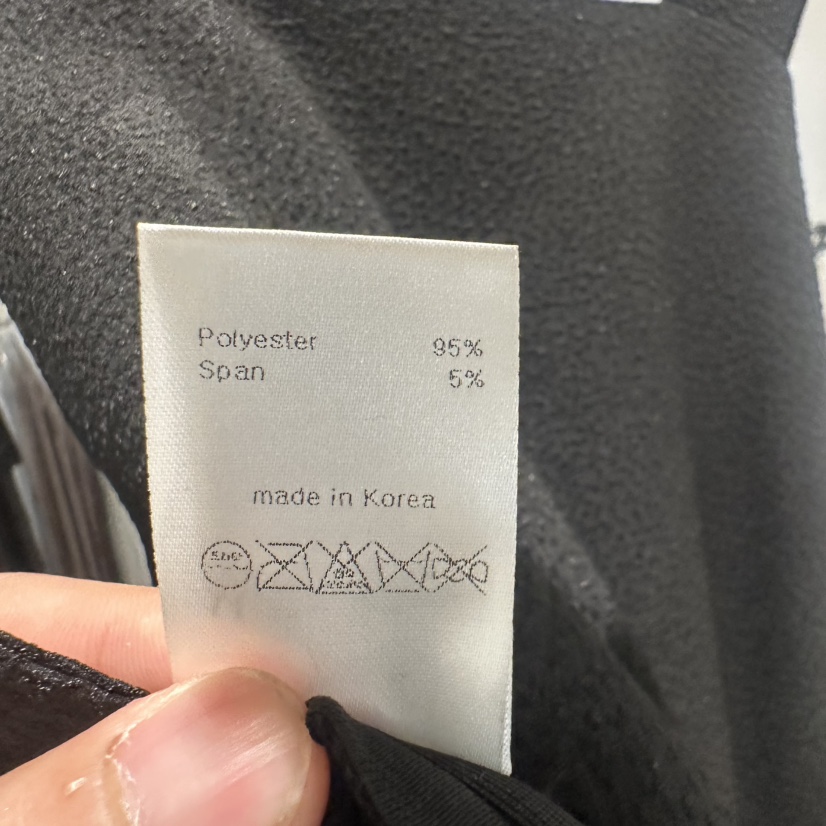 Polyester 95%
Span 5%
made in Korea